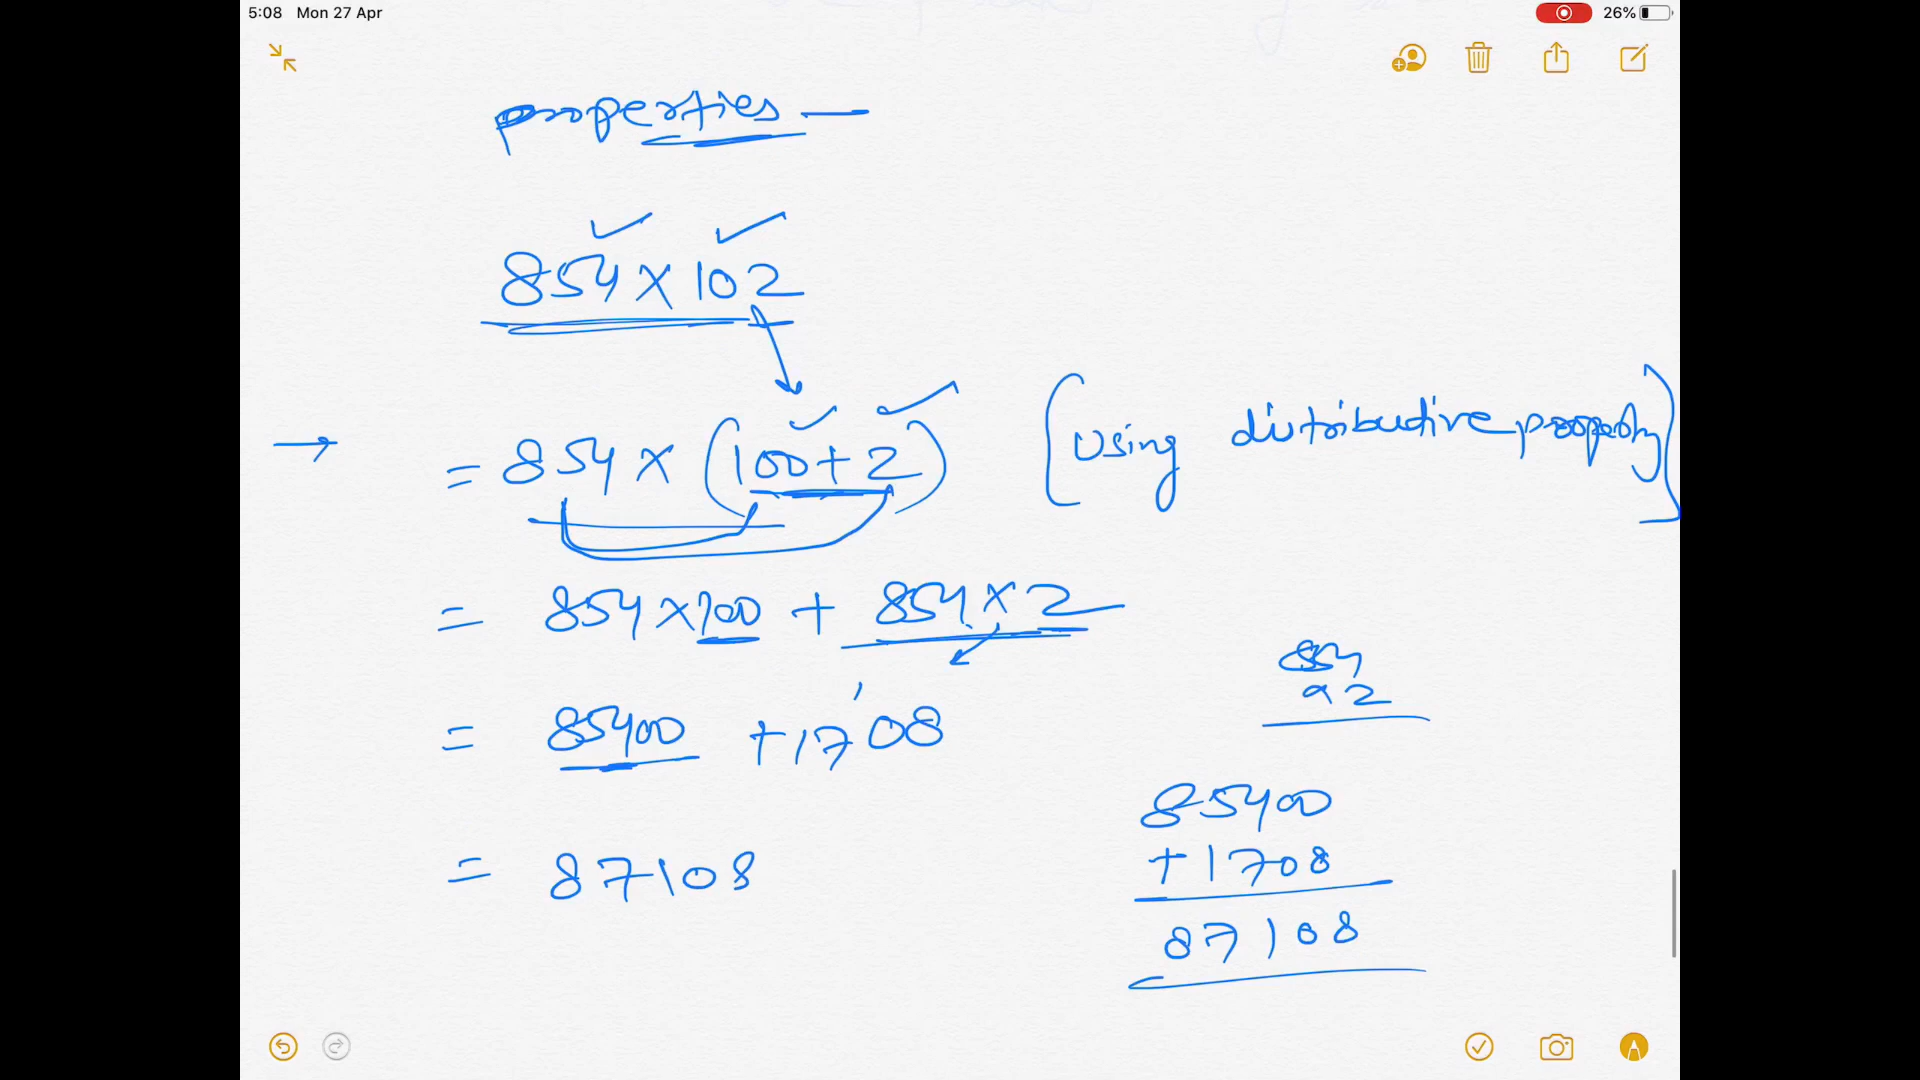 5:08 Mon 27 Apr
26%
properties —
854 × 102
= 854 × (100 + 2) [Using distributive property]
= 854 × 100 + 854 × 2
854
× 2
= 85400 + 1708
85400
+ 1708
87108
= 87108